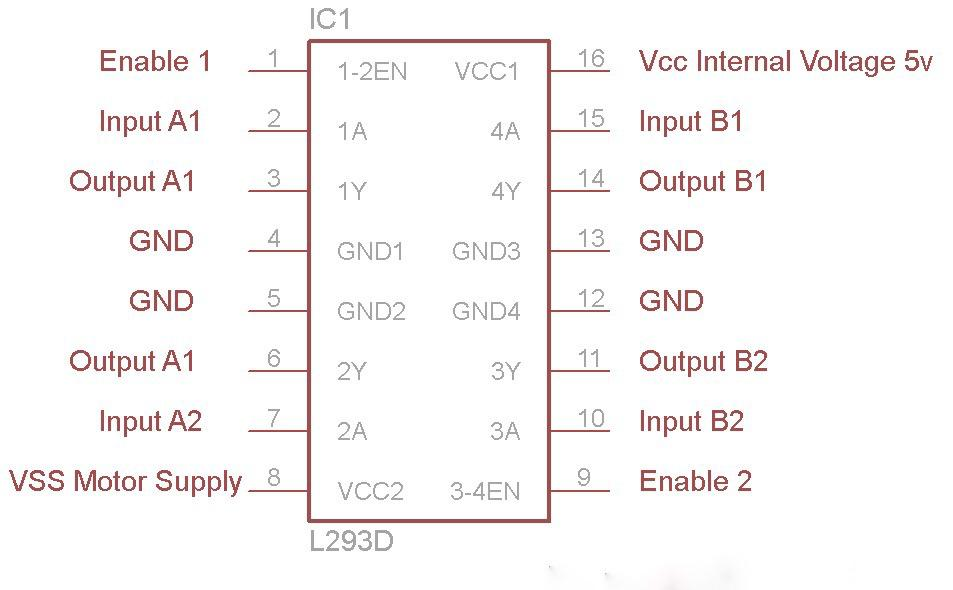 IC1
Enable 1 1 1-2EN VCC1 16 Vcc Internal Voltage 5v
Input A1 2 1A 4A 15 Input B1
Output A1 3 1Y 4Y 14 Output B1
GND 4 GND1 GND3 13 GND
GND 5 GND2 GND4 12 GND
Output A1 6 2Y 3Y 11 Output B2
Input A2 7 2A 3A 10 Input B2
VSS Motor Supply 8 VCC2 3-4EN 9 Enable 2
L293D